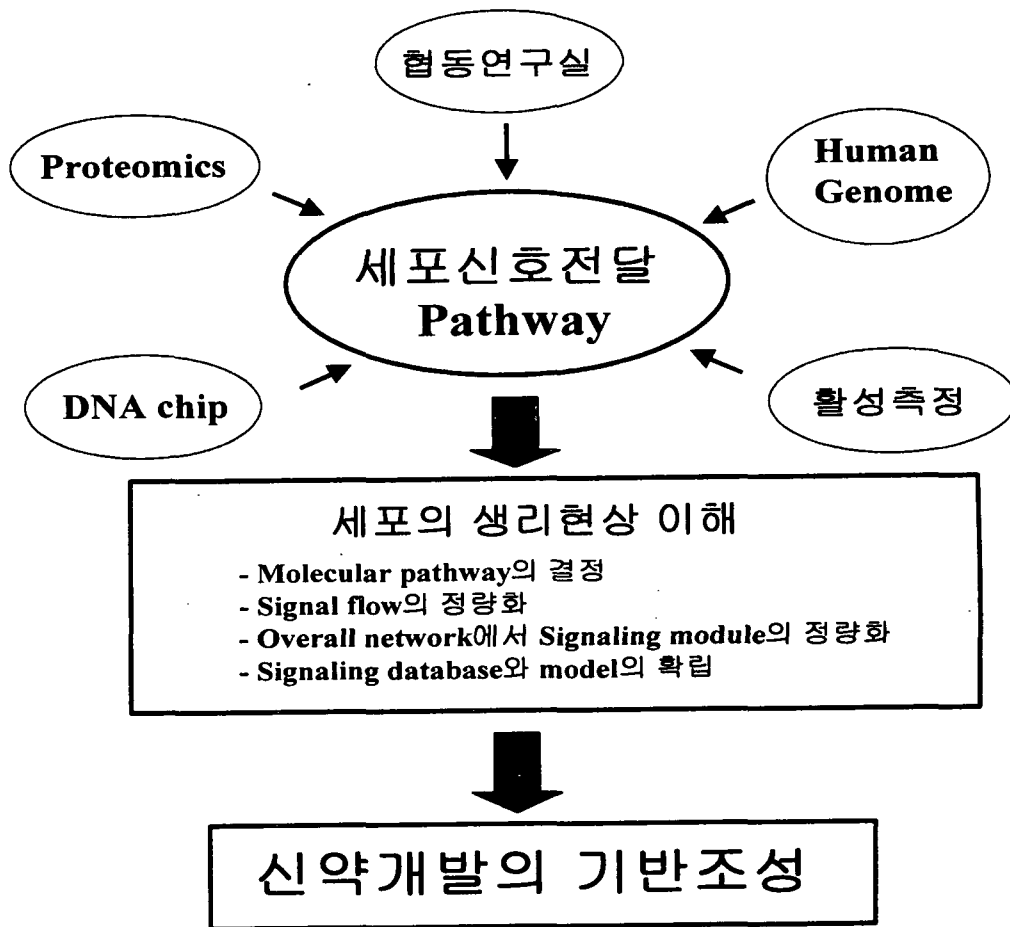 협동연구실
Proteomics
Human
Genome
세포신호전달
Pathway
DNA chip
활성측정
세포의 생리현상 이해
- Molecular pathway의 결정
- Signal flow의 정량화
- Overall network에서 Signaling module의 정량화
- Signaling database와 model의 확립
신약개발의 기반조성